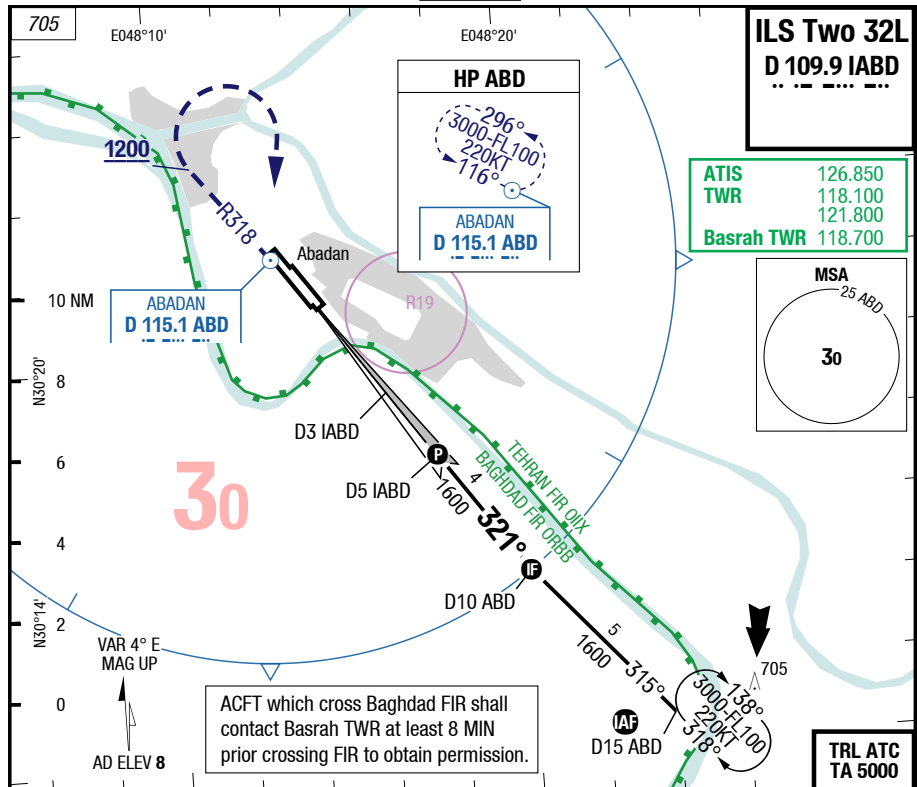 705
E048°10'
E048°20'
ILS Two 32L
D 109.9 IABD
HP ABD
296°
3000-FL100
220KT
116°
ABADAN
D 115.1 ABD
ATIS 126.850
TWR 118.100
121.800
Basrah TWR 118.700
1200
R318
Abadan
ABADAN
D 115.1 ABD
R19
MSA
25 ABD
30
10 NM
N30°20'
8
6
4
2
0
N30°14'
D3 IABD
D5 IABD
P
4
1600
321°
TEHRAN FIR OIIX
BAGHDAD FIR ORBB
30
IF
D10 ABD
5
1600
315°
IAF
D15 ABD
705
138°
3000-FL100
220KT
318°
VAR 4° E
MAG UP
AD ELEV 8
ACFT which cross Baghdad FIR shall
contact Basrah TWR at least 8 MIN
prior crossing FIR to obtain permission.
TRL ATC
TA 5000